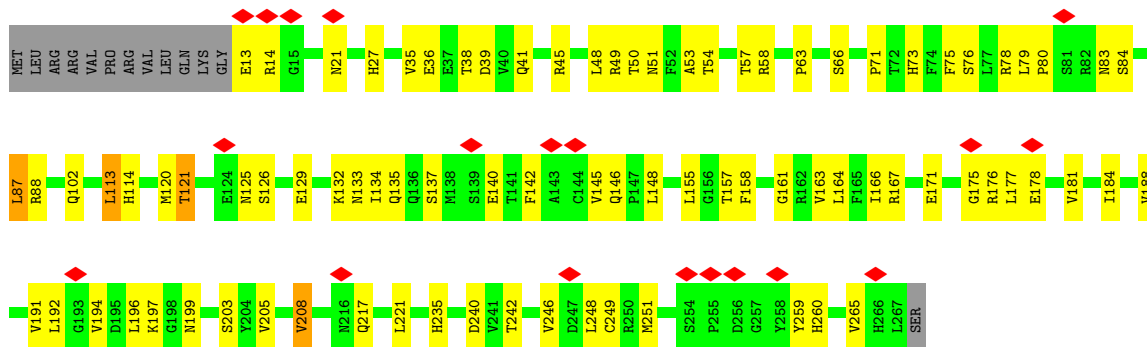 MET LEU ARG ARG VAL PRO ARG VAL LEU GLN LYS GLY E13 R14 G15 N21 H27 V35 E36 E37 T38 D39 V40 Q41 R45 L48 R49 T50 N51 F52 A53 T54 T57 R58 P63 S66 P71 T72 H73 F74 F75 S76 L77 R78 L79 P80 S81 R82 N83 S84
L87 R88 Q102 L113 H114 M120 T121 E124 N125 S126 E129 K132 N133 I134 Q135 Q136 S137 M138 S139 E140 T141 F142 A143 C144 V145 Q146 P147 L148 L155 G156 T157 F158 G161 R162 V163 L164 F165 I166 R167 E171 G175 R176 L177 E178 V181 I184 V188
V191 L192 G193 V194 D195 L196 K197 G198 N199 S203 Y204 V205 V208 N216 Q217 L221 H235 D240 V241 T242 V246 D247 L248 C249 R250 M251 S254 P255 D256 G257 Y258 Y259 H260 V265 H266 L267 SER